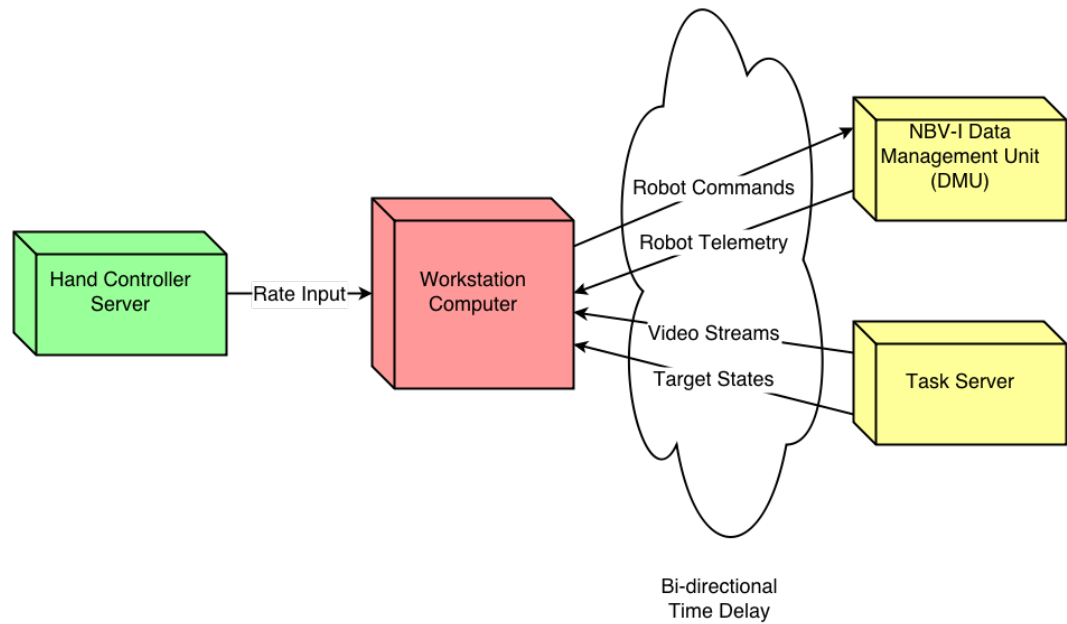 Hand Controller
Server
Rate Input
Workstation
Computer
Robot Commands
Robot Telemetry
Video Streams
Target States
NBV-I Data
Management Unit
(DMU)
Task Server
Bi-directional
Time Delay